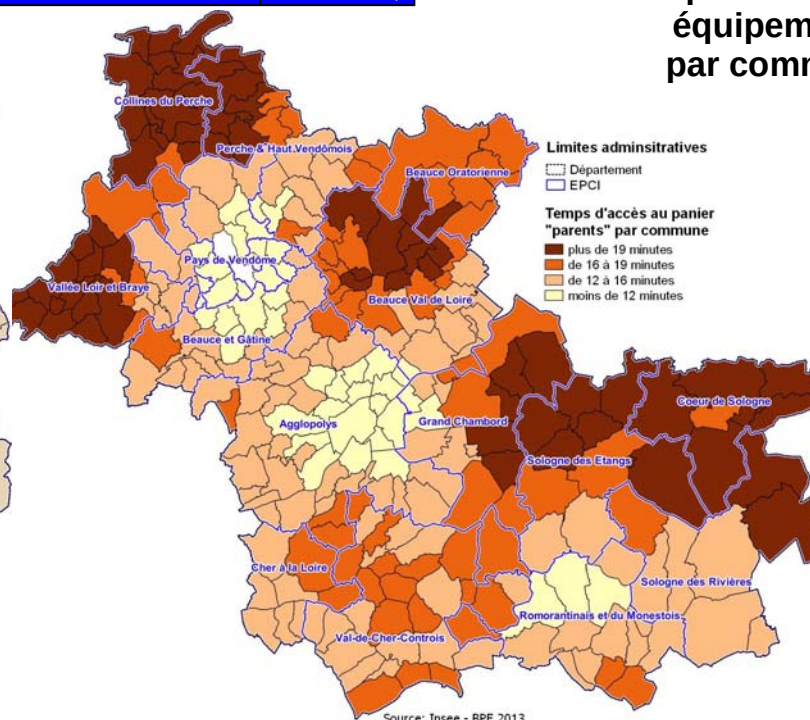 équipem
par comm
Collines du Perche
Perche & Haut Vendômois
Beauce Oratorienne
Limites adminsitratives
Département
EPCI
Temps d'accès au panier
"parents" par commune
plus de 19 minutes
de 16 à 19 minutes
de 12 à 16 minutes
moins de 12 minutes
Pays de Vendôme
Vallée Loir et Braye
Beauce Val de Loire
Beauce et Gâtine
Coeur de Sologne
Agglopolys
Grand Chambord
Sologne des Etangs
Cher à la Loire
Sologne des Rivières
Romorantinais et du Monestois
Val-de-Cher-Controis
Source: Insee - BPE 2013